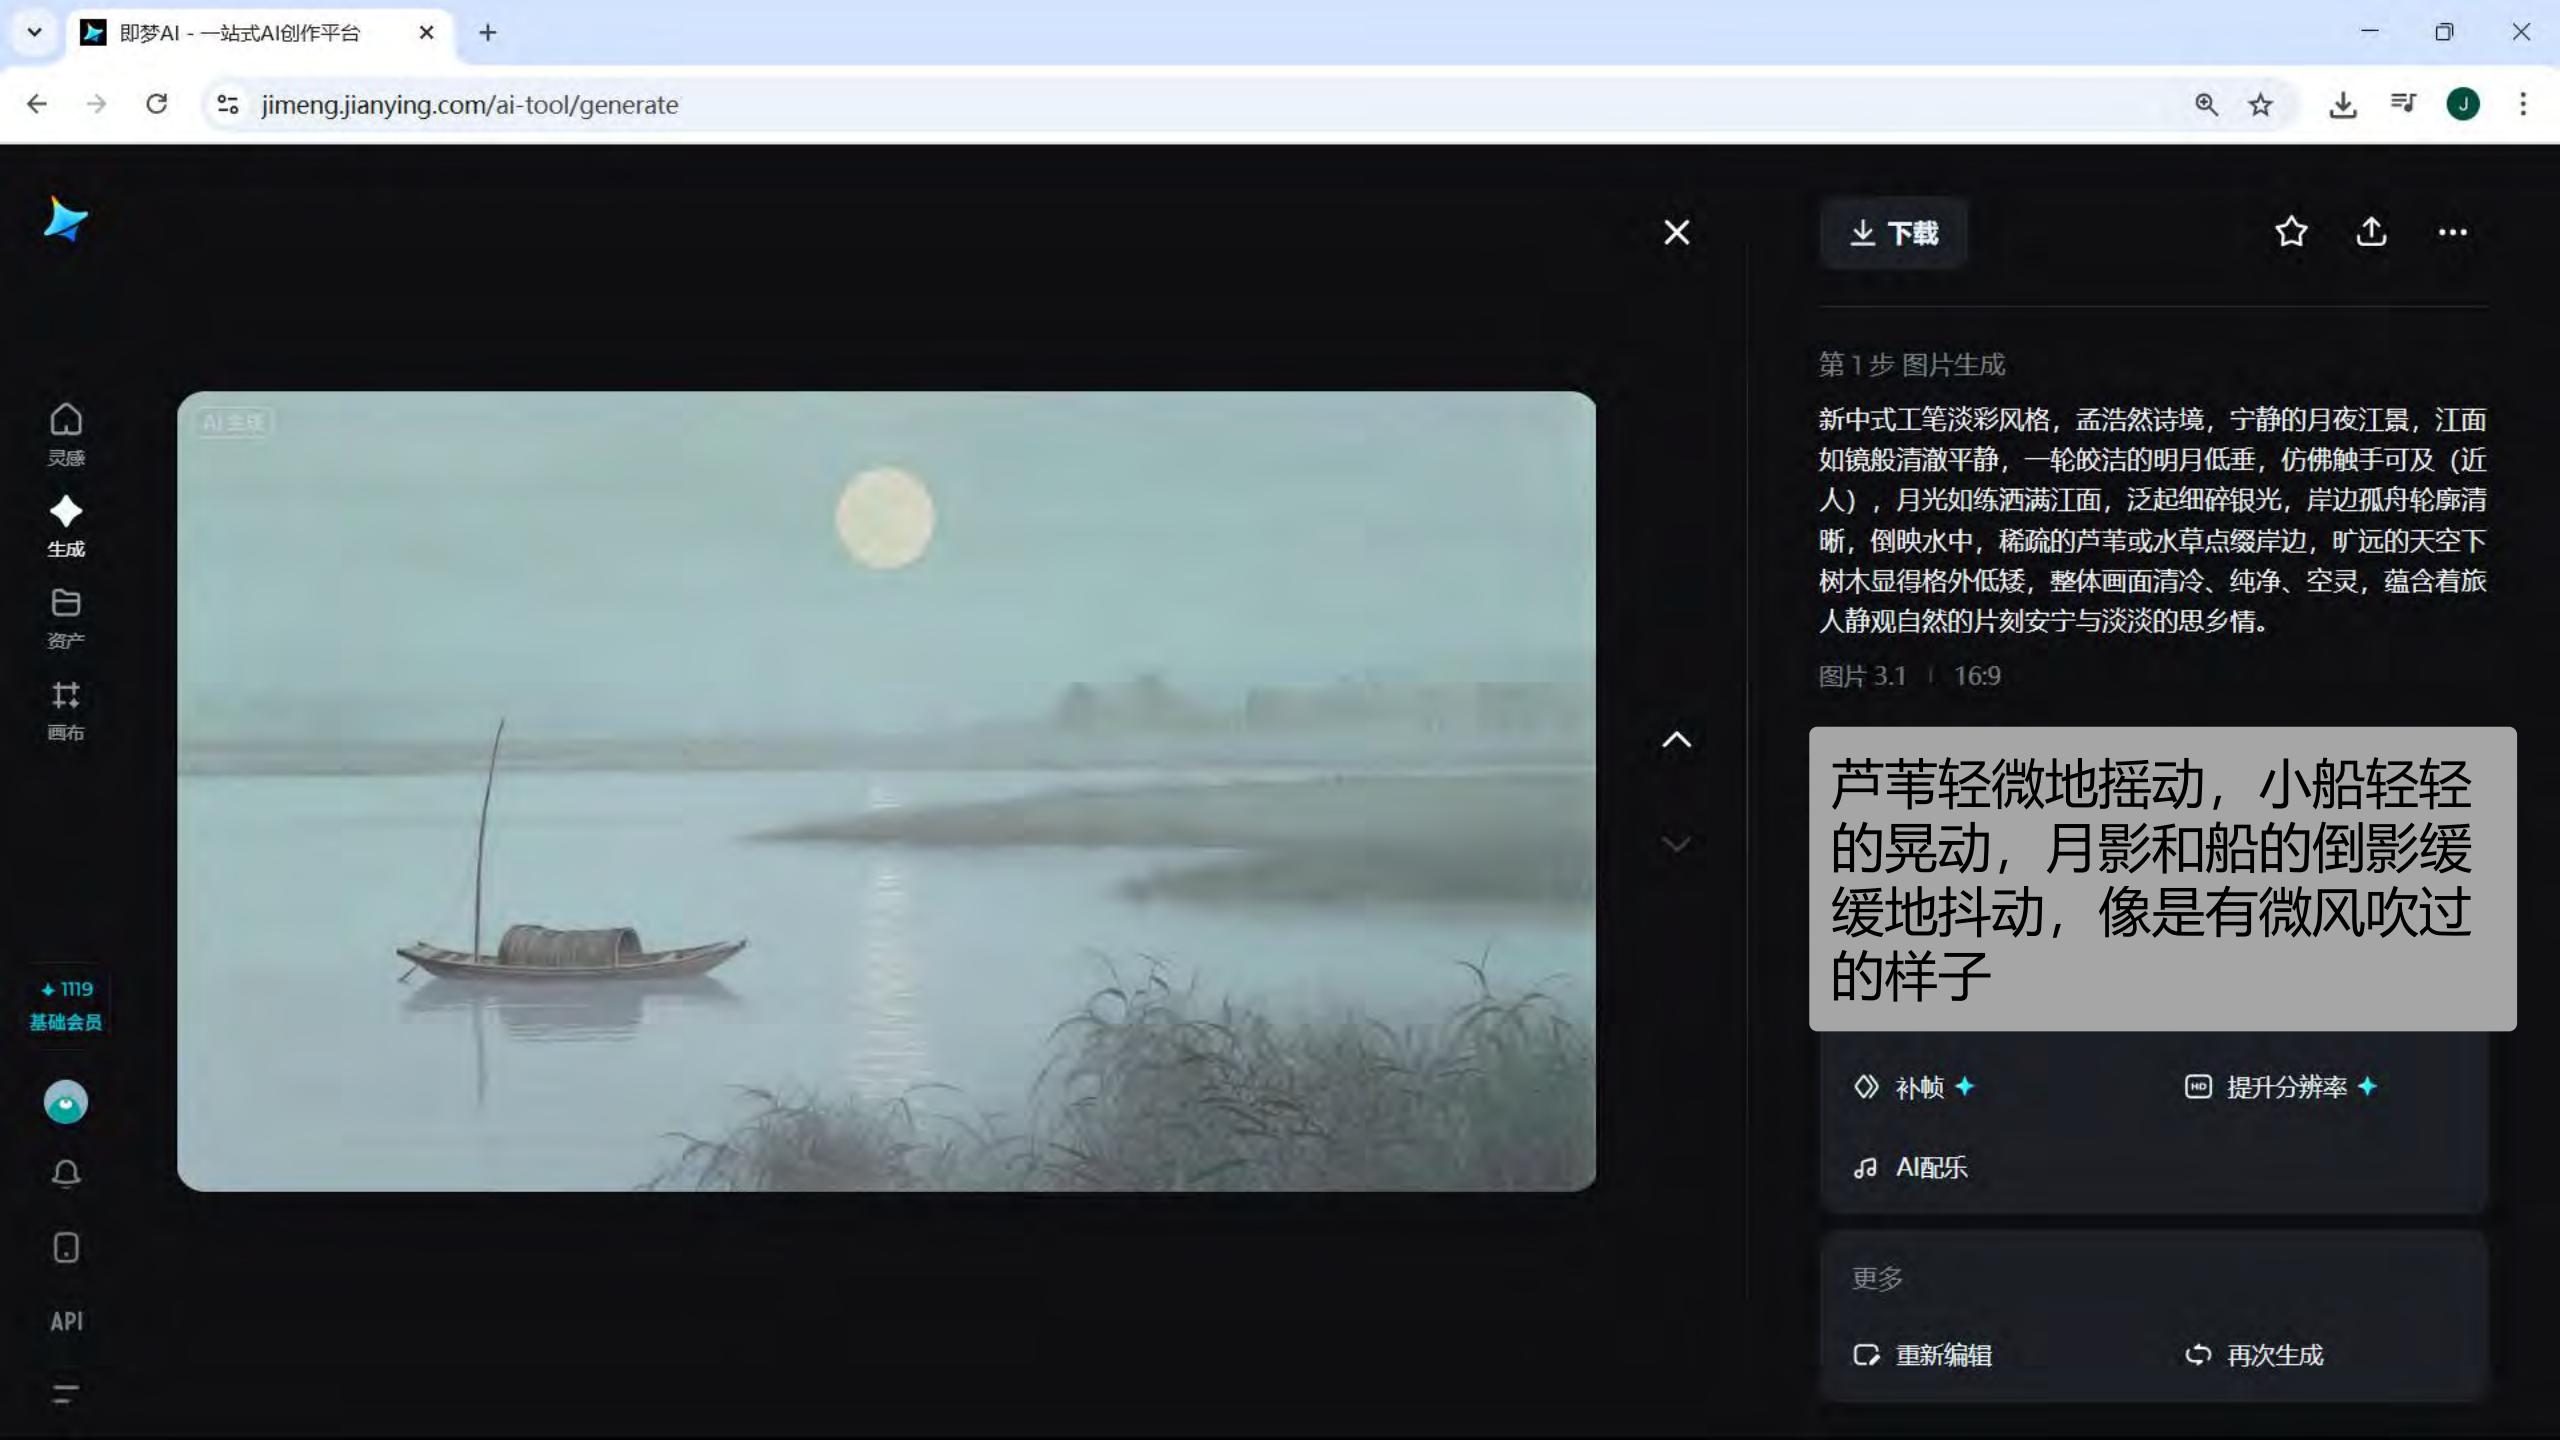 即梦AI - 一站式AI创作平台
jimeng.jianying.com/ai-tool/generate
J
下载
第 1 步 图片生成
新中式工笔淡彩风格，孟浩然诗境，宁静的月夜江景，江面
如镜般清澈平静，一轮皎洁的明月低垂，仿佛触手可及（近
人），月光如练洒满江面，泛起细碎银光，岸边孤舟轮廓清
晰，倒映水中，稀疏的芦苇或水草点缀岸边，旷远的天空下
树木显得格外低矮，整体画面清冷、纯净、空灵，蕴含着旅
人静观自然的片刻安宁与淡淡的思乡情。
图片 3.1 | 16:9
芦苇轻微地摇动，小船轻轻
的晃动，月影和船的倒影缓
缓地抖动，像是有微风吹过
的样子
补帧
HD 提升分辨率
AI配乐
更多
重新编辑
再次生成
AI 生成
灵感
生成
资产
画布
1119
基础会员
API